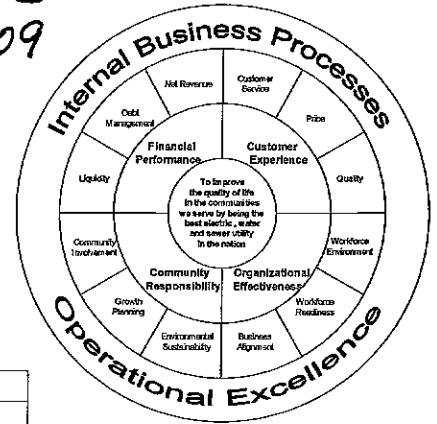 09
Internal Business Processes
Net Revenue
Customer
Service
Debt
Management
Price
Financial
Performance
Customer
Experience
Liquidity
Quality
To improve
the quality of life
in the communities
we serve by being the
best electric, water
and sewer utility
in the nation
Community
Involvement
Workforce
Environment
Community
Responsibility
Organizational
Effectiveness
Growth
Planning
Workforce
Readiness
Environmental
Sustainability
Business
Alignment
Operational Excellence